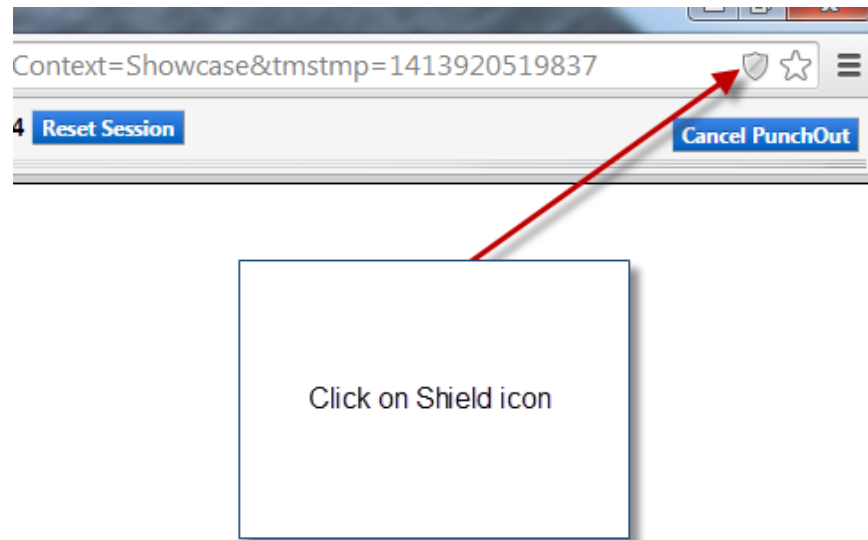 Context=Showcase&tmstmp=1413920519837
4 Reset Session
Cancel PunchOut
Click on Shield icon